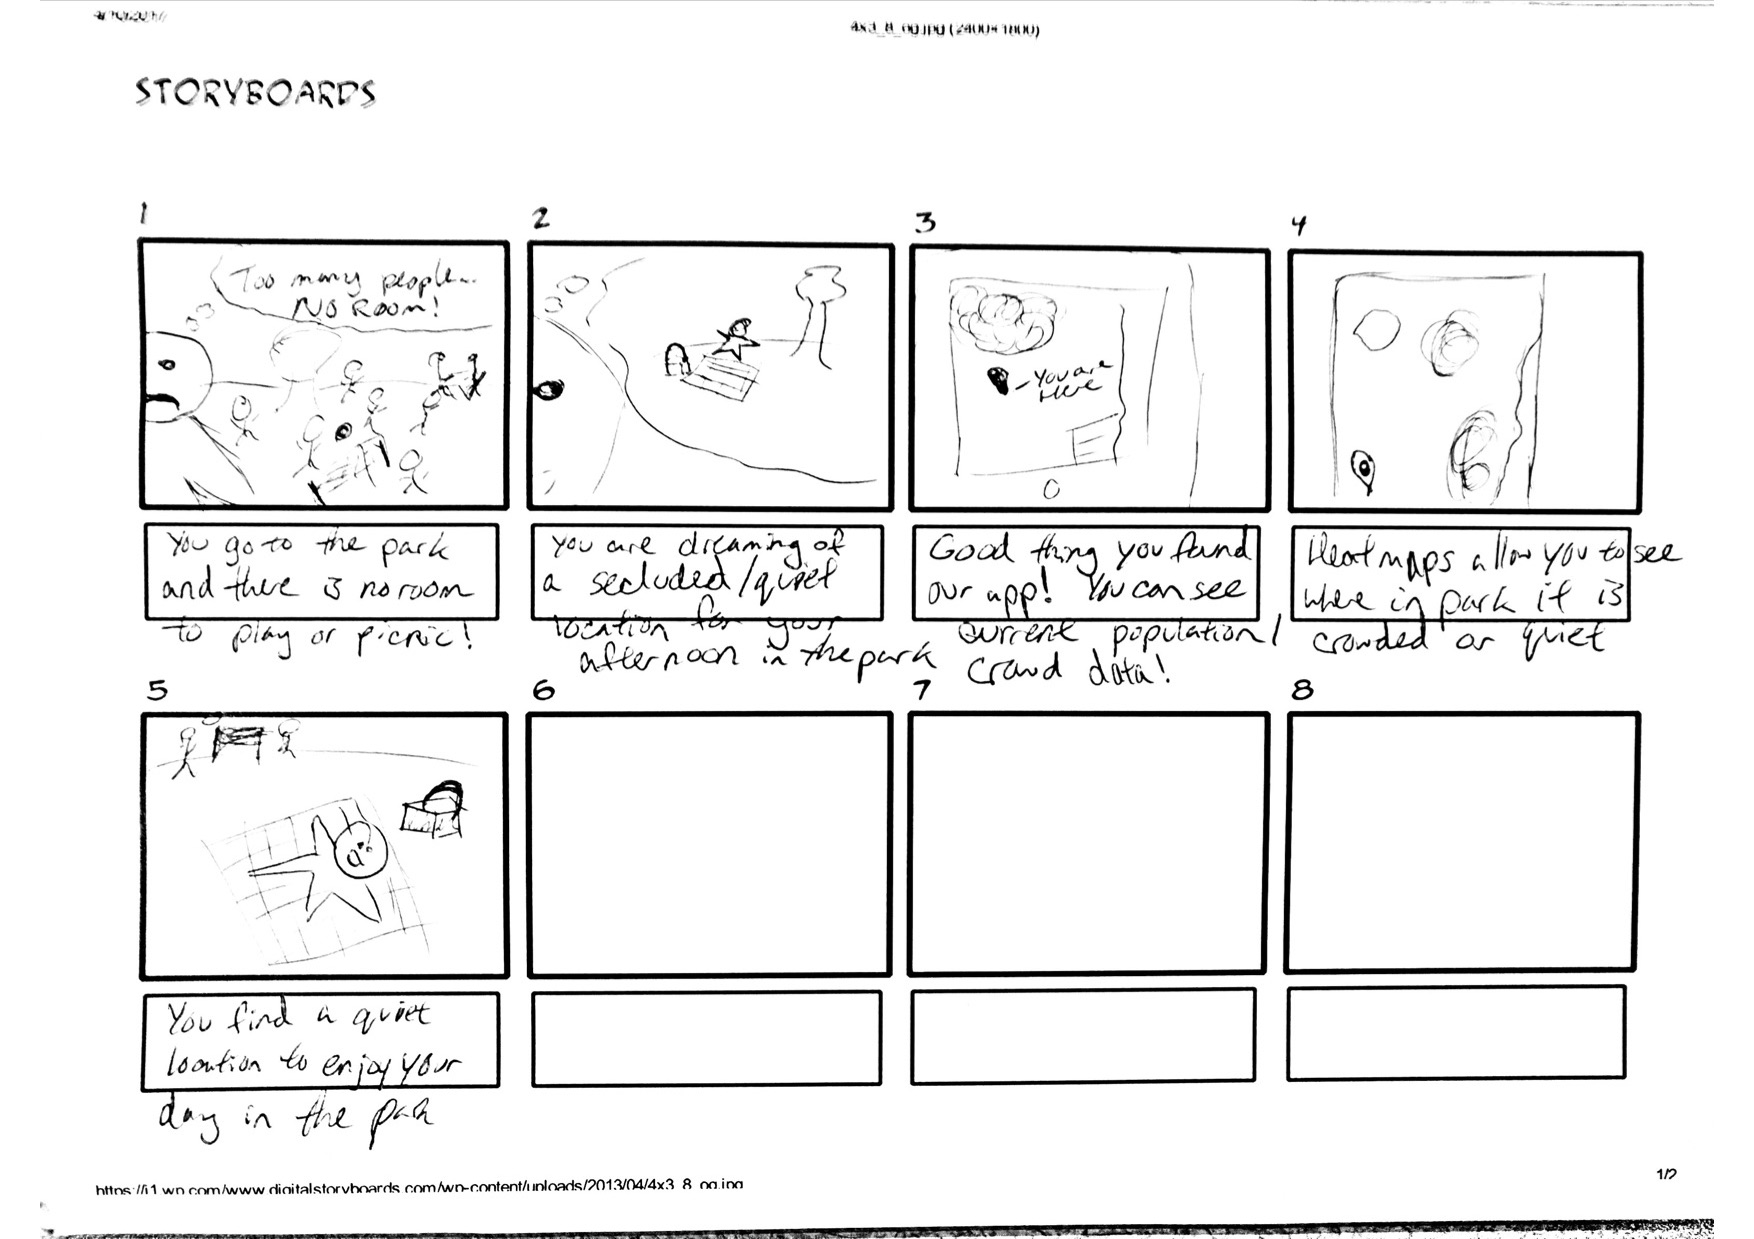 4x3_8_og.jpg (2400×1800)
STORYBOARDS
1
2
3
4
Too many people...
NO ROOM!
You are
Here
You go to the park
and there is no room
to play or picnic!
You are dreaming of
a secluded/quiet
location for your
afternoon in the park
Good thing you found
our app! You can see
current population/
crowd data!
Heat maps allow you to see
where in park it is
crowded or quiet
5
6
7
8
You find a quiet
location to enjoy your
day in the park
https://i1.wp.com/www.digitalstoryboards.com/wp-content/uploads/2013/04/4x3_8_og.jpg
1/2